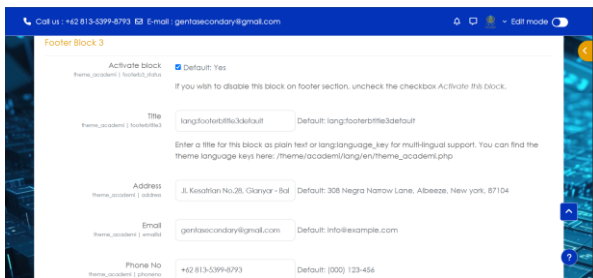 Call us : +62 813-5399-8793 E-mail : gentasecondary@gmail.com
Edit mode
Footer Block 3
Activate block
theme_academi | footerb3_status
Default: Yes
If you wish to disable this block on footer section, uncheck the checkbox Activate this block.
Title
theme_academi | footerbtitle3
lang:footerbtitle3default Default: lang:footerbtitle3default
Enter a title for this block as plain text or lang:language_key for multi-lingual support. You can find the
theme language keys here: /theme/academi/lang/en/theme_academi.php
Address
theme_academi | address
Jl. Kesatrian No.28, Gianyar - Bal Default: 308 Negra Narrow Lane, Albeeze, New york, 87104
Email
theme_academi | emailid
gentasecondary@gmail.com Default: info@example.com
Phone No
theme_academi | phoneno
+62 813-5399-8793 Default: (000) 123-456
?